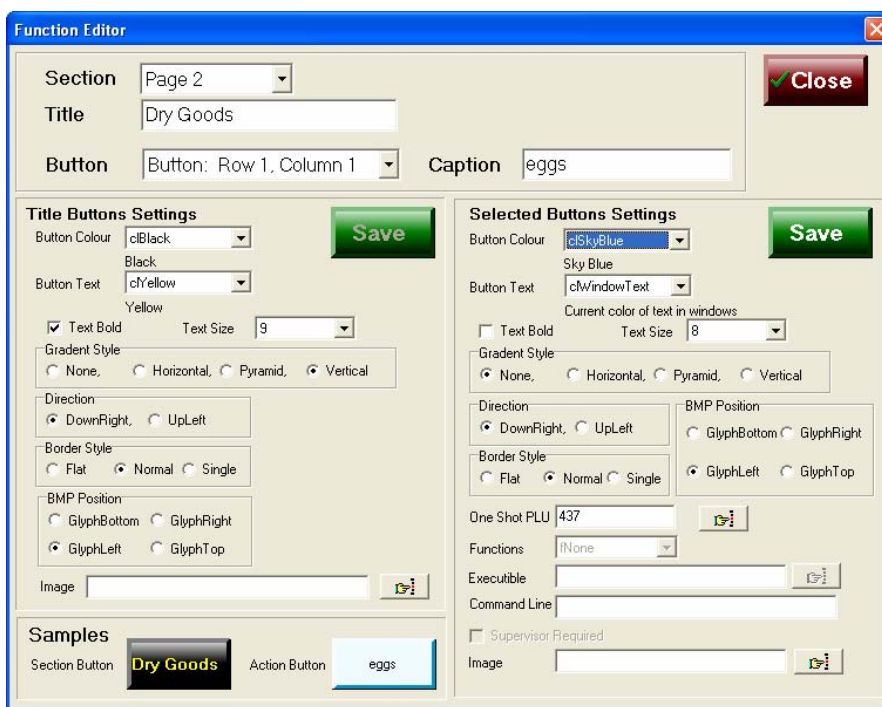 Function Editor
Section Page 2
Close
Title Dry Goods
Button Button: Row 1, Column 1 Caption eggs
Title Buttons Settings
Save
Button Colour clBlack
Black
Button Text clYellow
Yellow
Text Bold Text Size 9
Gradent Style
None, Horizontal, Pyramid, Vertical
Direction
DownRight, UpLeft
Border Style
Flat Normal Single
BMP Position
GlyphBottom GlyphRight
GlyphLeft GlyphTop
Image
Samples
Section Button Dry Goods Action Button eggs
Selected Buttons Settings
Save
Button Colour clSkyBlue
Sky Blue
Button Text clWindowText
Current color of text in windows
Text Bold Text Size 8
Gradent Style
None, Horizontal, Pyramid, Vertical
Direction
DownRight, UpLeft
Border Style
Flat Normal Single
BMP Position
GlyphBottom GlyphRight
GlyphLeft GlyphTop
One Shot PLU 437
Functions fNone
Executible
Command Line
Supervisor Required
Image